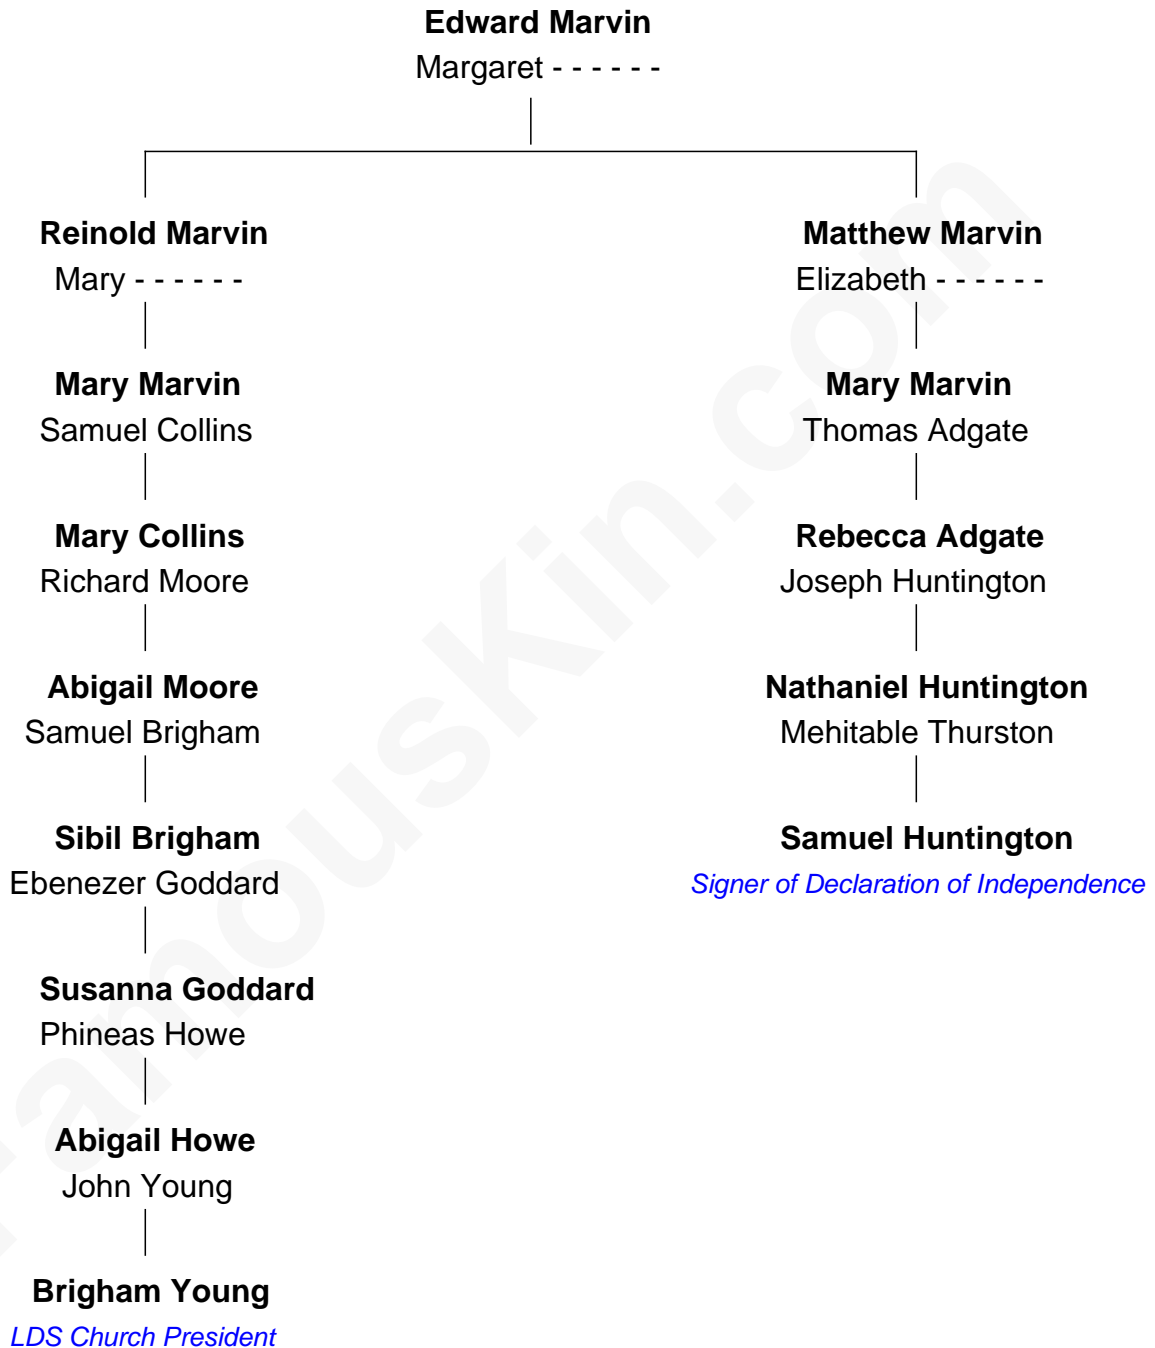 Edward Marvin
Margaret - - - - - -
Reinold Marvin
Mary - - - - - -
Mary Marvin
Samuel Collins
Mary Collins
Richard Moore
Abigail Moore
Samuel Brigham
Sibil Brigham
Ebenezer Goddard
Susanna Goddard
Phineas Howe
Abigail Howe
John Young
Brigham Young
LDS Church President
Matthew Marvin
Elizabeth - - - - - -
Mary Marvin
Thomas Adgate
Rebecca Adgate
Joseph Huntington
Nathaniel Huntington
Mehitable Thurston
Samuel Huntington
Signer of Declaration of Independence
FamousKin.com